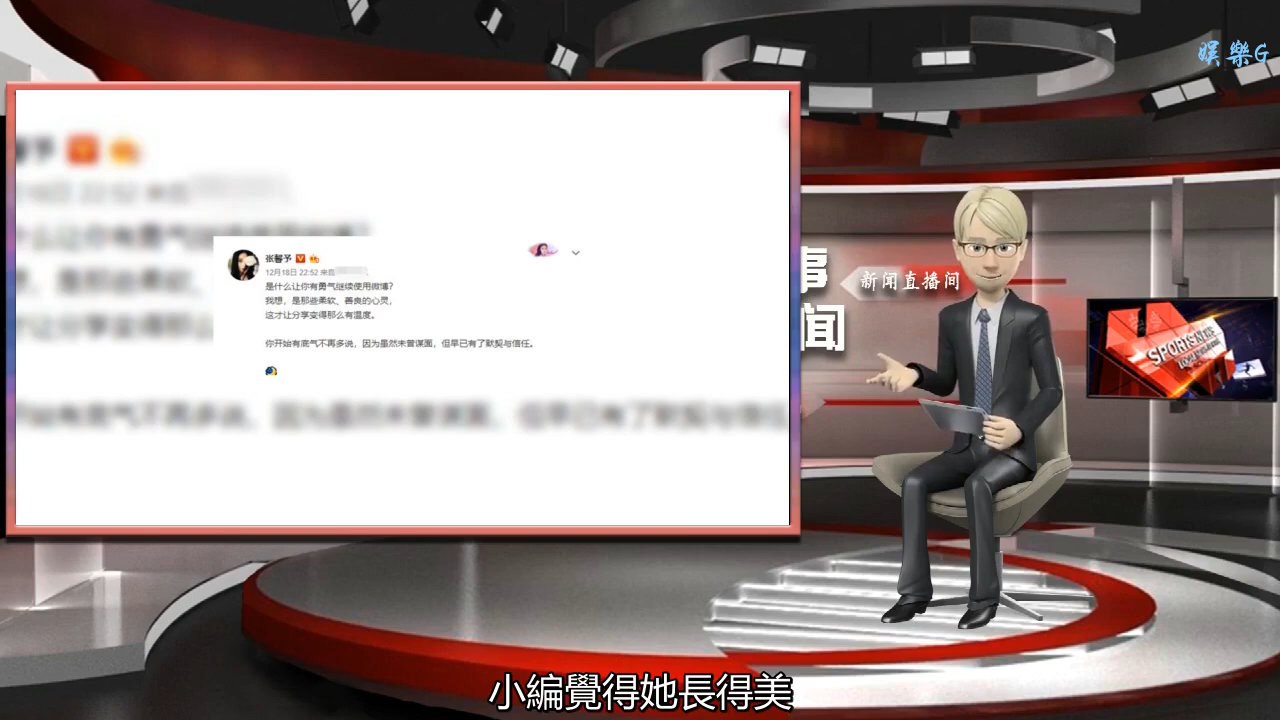 娱樂G
张馨予
12月18日 22:52 来自
是什么让你有勇气继续使用微博?
我想，是那些柔软、善良的心灵，
这才让分享变得那么有温度。
你开始有底气不再多说，因为虽然未曾谋面，但早已有了默契与信任。
新闻直播间
闻
SPORTS
小編覺得她長得美